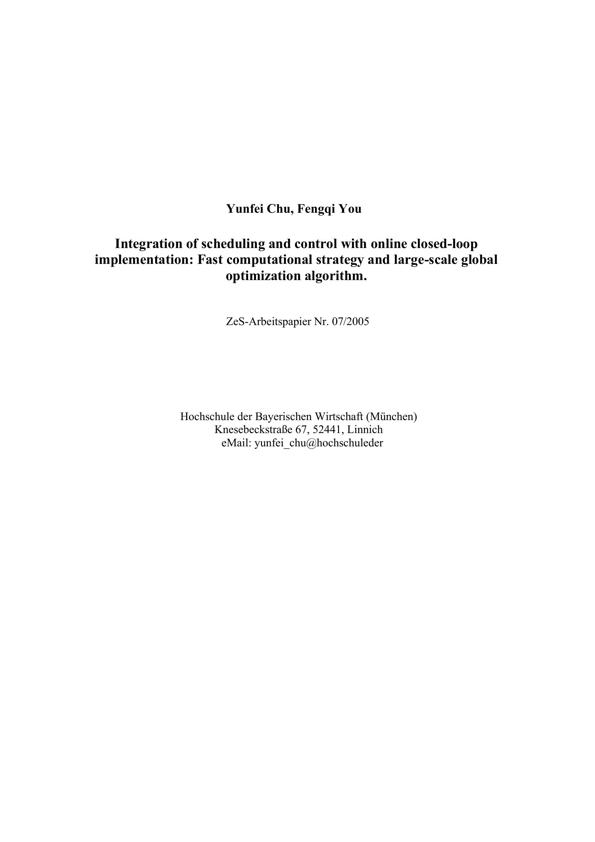 Yunfei Chu, Fengqi You
Integration of scheduling and control with online closed-loop
implementation: Fast computational strategy and large-scale global
optimization algorithm.
ZeS-Arbeitspapier Nr. 07/2005
Hochschule der Bayerischen Wirtschaft (München)
Knesebeckstraße 67, 52441, Linnich
eMail: yunfei_chu@hochschuleder